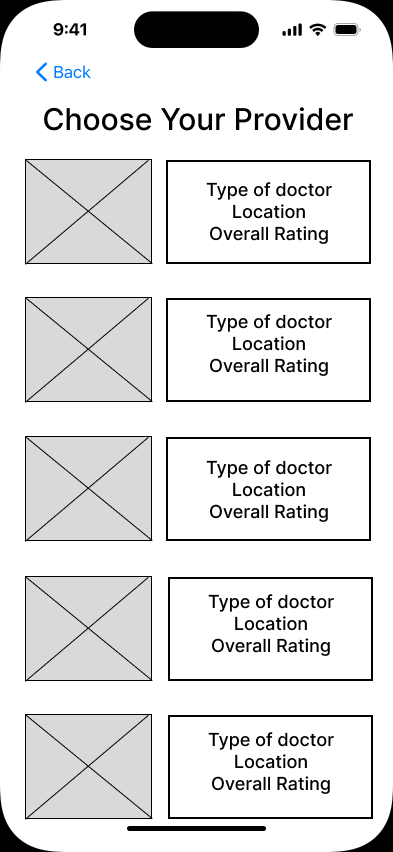 9:41
Back
Choose Your Provider
Type of doctor
Location
Overall Rating
Type of doctor
Location
Overall Rating
Type of doctor
Location
Overall Rating
Type of doctor
Location
Overall Rating
Type of doctor
Location
Overall Rating